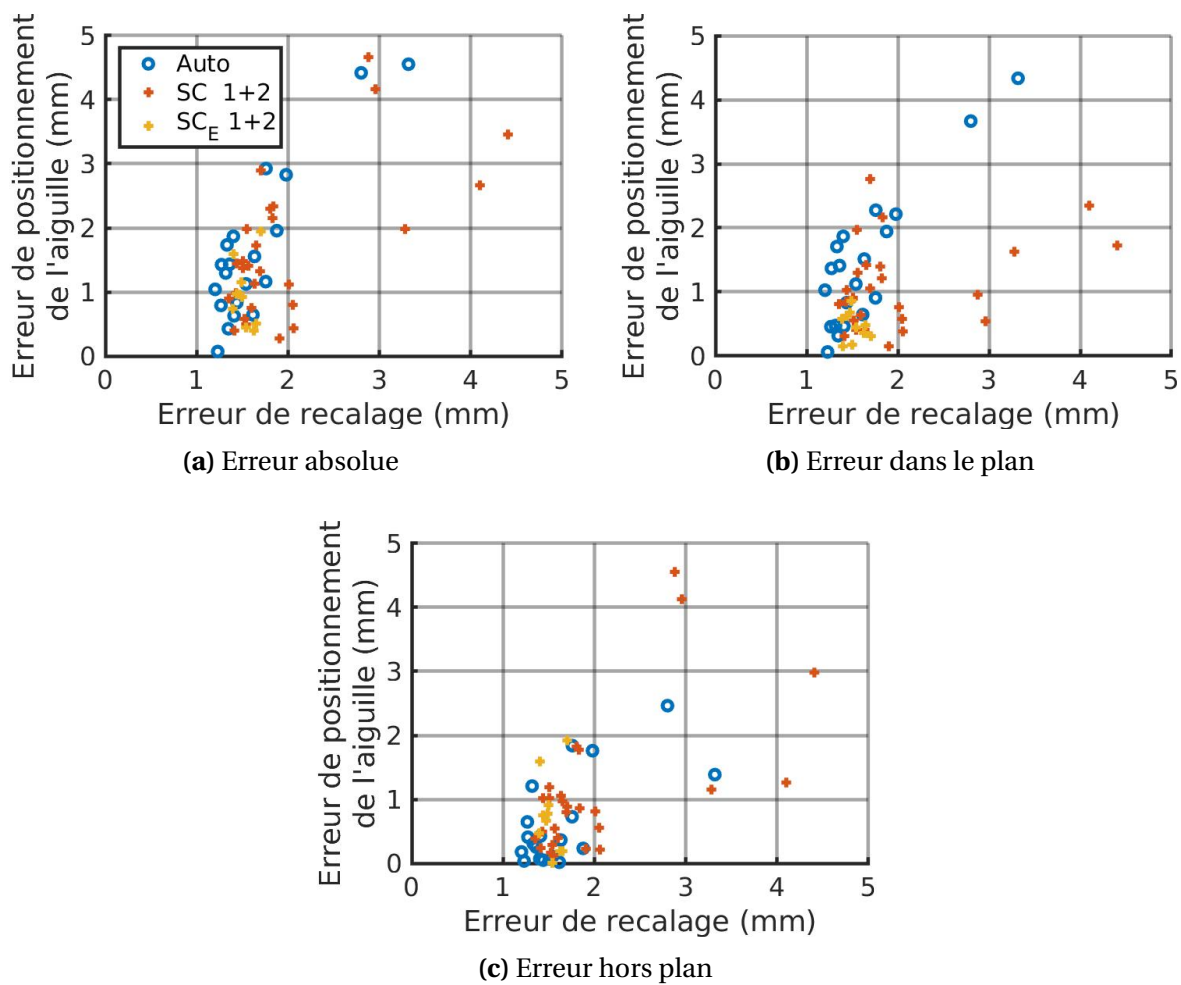 Erreur de positionnement
de l'aiguille (mm)
5
4
3
2
1
0
Auto
SC 1+2
SC_E 1+2
0 1 2 3 4 5
Erreur de recalage (mm)
(a) Erreur absolue
Erreur de positionnement
de l'aiguille (mm)
5
4
3
2
1
0
0 1 2 3 4 5
Erreur de recalage (mm)
(b) Erreur dans le plan
Erreur de positionnement
de l'aiguille (mm)
5
4
3
2
1
0
0 1 2 3 4 5
Erreur de recalage (mm)
(c) Erreur hors plan